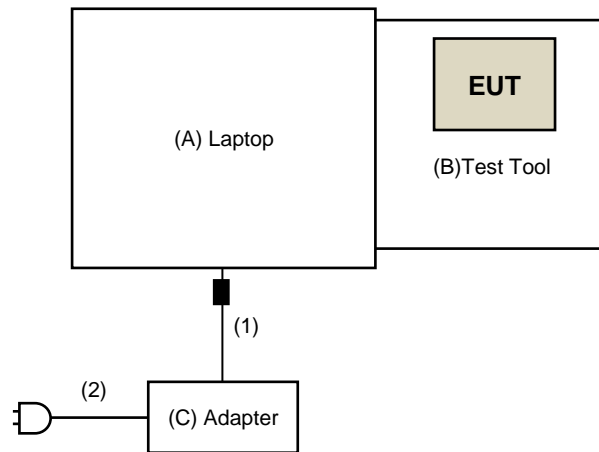 EUT
(A) Laptop
(B)Test Tool
(1)
(2)
(C) Adapter